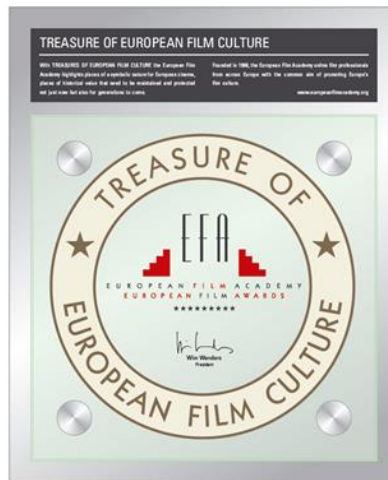 TREASURE OF EUROPEAN FILM CULTURE
With TREASURES OF EUROPEAN FILM CULTURE the European Film
Academy highlights places of a symbolic nature for European cinema,
places of historical value that need to be maintained and protected
not just now but also for generations to come.
Founded in 1988, the European Film Academy unites film professionals
from across Europe with the common aim of promoting Europe's
film culture.
www.europeanfilmacademy.org
TREASURE OF
EFA
EUROPEAN FILM ACADEMY
EUROPEAN FILM AWARDS
Wim Wenders
President
EUROPEAN FILM CULTURE